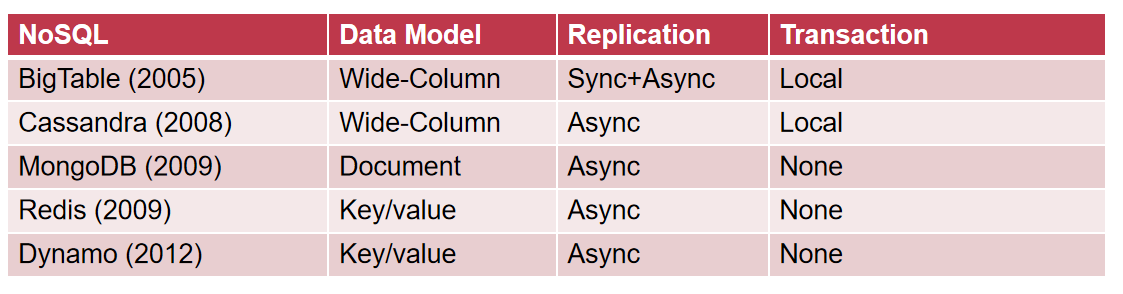 NoSQL Data Model Replication Transaction
BigTable (2005) Wide-Column Sync+Async Local
Cassandra (2008) Wide-Column Async Local
MongoDB (2009) Document Async None
Redis (2009) Key/value Async None
Dynamo (2012) Key/value Async None